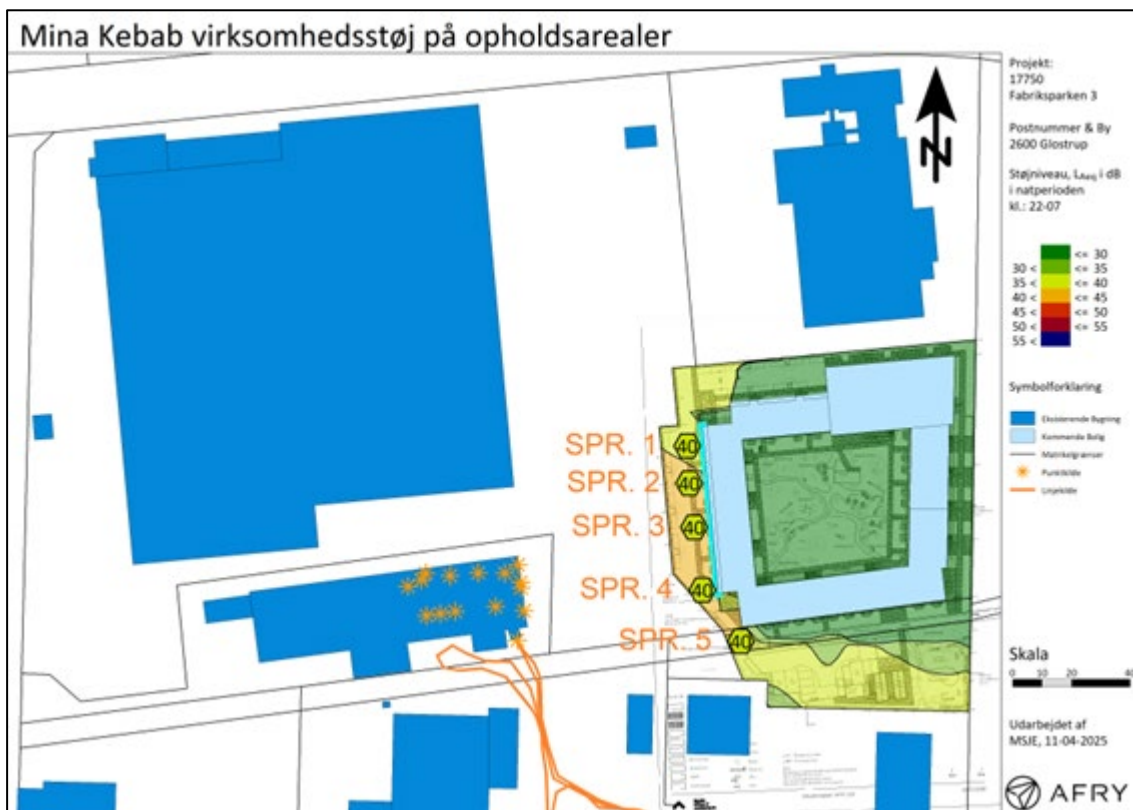 Mina Kebab virksomhedsstøj på opholdsarealer
Projekt:
17750
Fabriksparken 3
Postnummer & By
2600 Glostrup
Støjniveau, LAeq i dB
i natperioden
kl.: 22-07
<= 30
30 < <= 35
35 < <= 40
40 < <= 45
45 < <= 50
50 < <= 55
55 <
Symbolforklaring
Eksisterende Bygning
Kommende Bolig
Matrikelgrænser
Punktkilde
Linjekilde
N
SPR. 1 40
SPR. 2 40
SPR. 3 40
SPR. 4 40
SPR. 5 40
Skala
0 10 20 40
Udarbejdet af
MSJE, 11-04-2025
AFRY